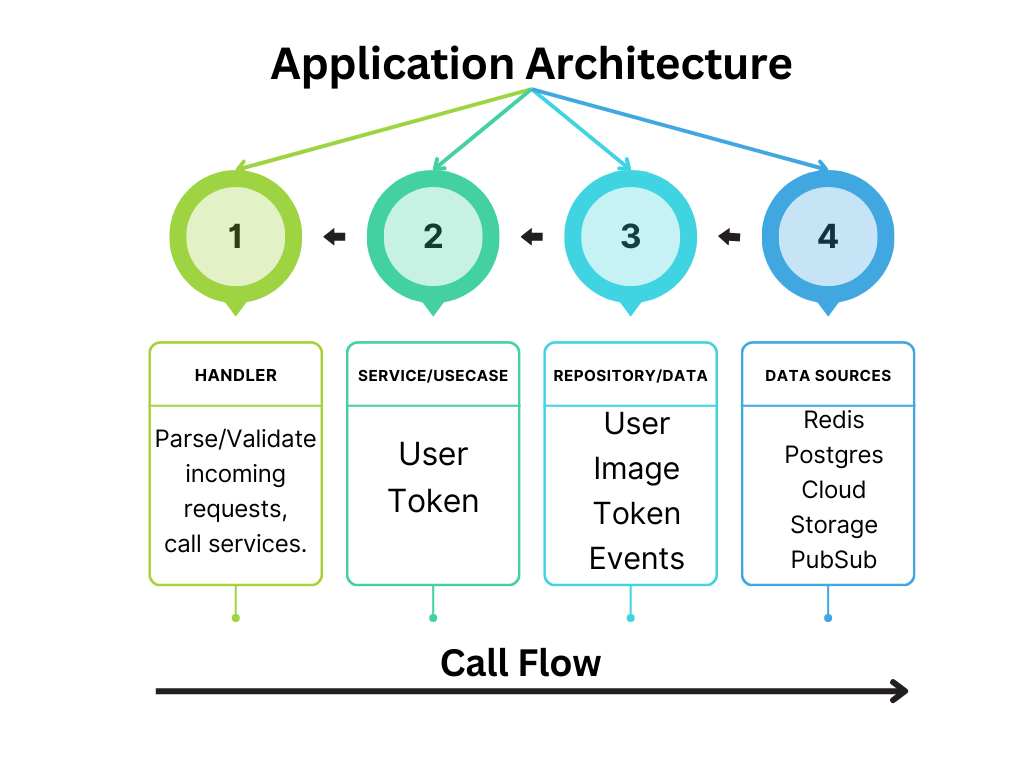 Application Architecture
1
2
3
4
HANDLER
Parse/Validate
incoming
requests,
call services.
SERVICE/USECASE
User
Token
REPOSITORY/DATA
User
Image
Token
Events
DATA SOURCES
Redis
Postgres
Cloud
Storage
PubSub
Call Flow